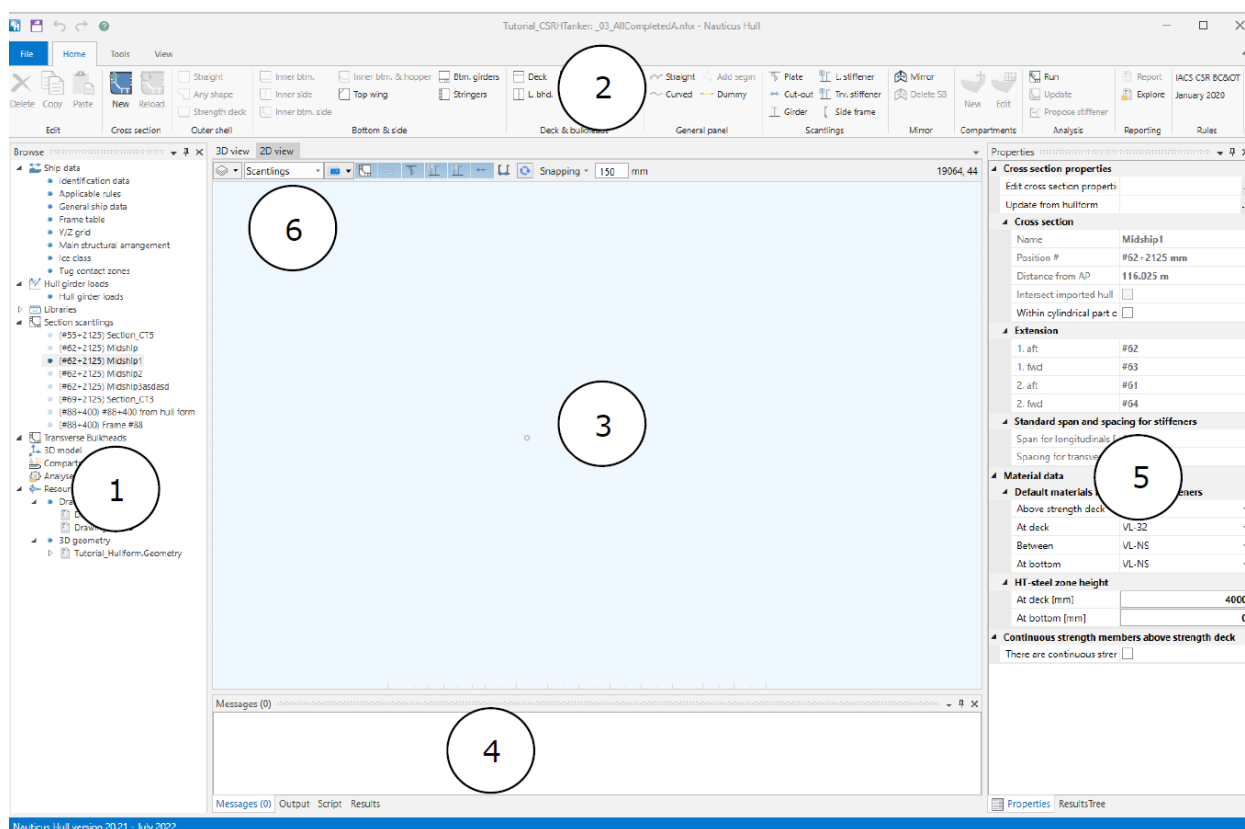 Tutorial_CSRHTanker: _03_AllCompletedA.nhx - Nauticus Hull
File Home Tools View
Delete Copy Paste
Edit
New Reload
Cross section
Straight
Any shape
Strength deck
Outer shell
Inner btm. Inner btm. & hopper Btm. girders
Inner side Top wing Stringers
Inner btm. side
Bottom & side
Deck
L. bhd.
Deck & bulkheads
2
Straight Add segm
Curved Dummy
General panel
Plate L. stiffener
Cut-out Trv. stiffener
Girder Side frame
Scantlings
Mirror
Delete SB
Mirror
New Edit
Compartments
Run
Update
Propose stiffener
Analysis
Report
Explore
Reporting
IACS CSR BC&OT
January 2020
Rules
Browse
Ship data
Identification data
Applicable rules
General ship data
Frame table
Y/Z grid
Main structural arrangement
Ice class
Tug contact zones
Hull girder loads
Hull girder loads
Libraries
Section scantlings
(#55+2125) Section_CT5
(#62+2125) Midship
(#62+2125) Midship1
(#62+2125) Midship2
(#62+2125) Midship3asdasd
(#69+2125) Section_CT3
(#88+400) #88+400 from hull form
(#88+400) Frame #88
Transverse Bulkheads
3D model
1
3D geometry
Tutorial_Hullform.Geometry
3D view 2D view
Scantlings Snapping 150 mm 19064, 44
6
3
Messages (0)
4
Messages (0) Output Script Results
Properties
Cross section properties
Edit cross section properti
Update from hullform
Cross section
Name Midship1
Position # #62+2125 mm
Distance from AP 116.025 m
Intersect imported hull
Within cylindrical part o
Extension
1. aft #62
1. fwd #63
2. aft #61
2. fwd #64
Standard span and spacing for stiffeners
Span for longitudinals
Spacing for transve
5
Material data
Default materials
Above strength deck
At deck VL-32
Between VL-NS
At bottom VL-NS
HT-steel zone height
At deck [mm] 4000
At bottom [mm] 0
Continuous strength members above strength deck
There are continuous strer
Properties ResultsTree
Nauticus Hull version 20.21 - July 2022